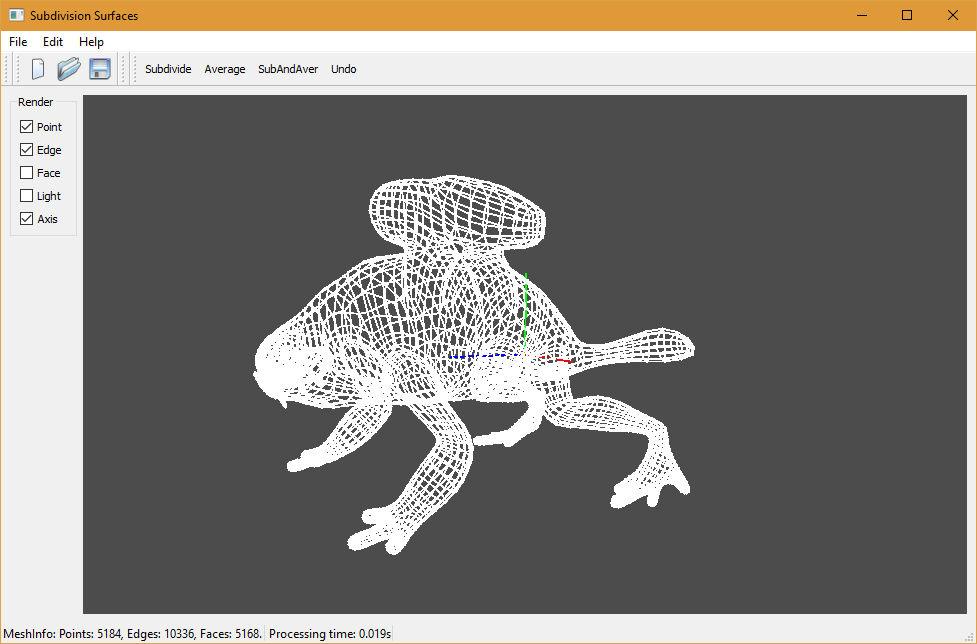 Subdivision Surfaces
File Edit Help
Subdivide Average SubAndAver Undo
Render
Point
Edge
Face
Light
Axis
MeshInfo: Points: 5184, Edges: 10336, Faces: 5168. Processing time: 0.019s